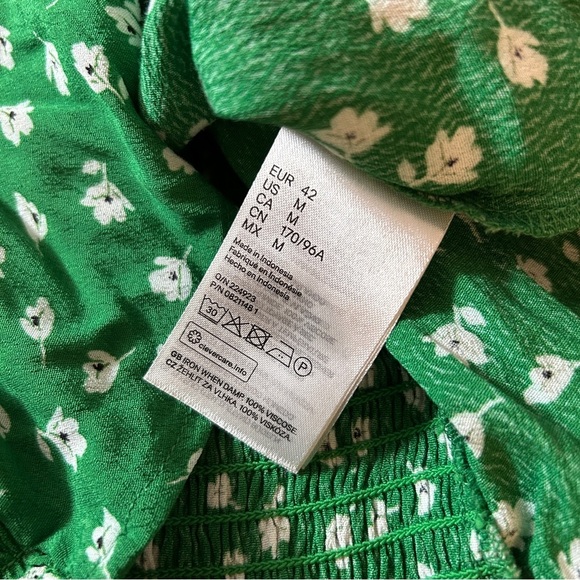 EUR 42
US M
CA M
CN 170/96A
MX M
Made in Indonesia
Fabriqué en Indonésie
Hecho en Indonesia
O/N 224923
P/N 0821148 1
30 P
clevercare.info
GB IRON WHEN DAMP 100% VISCOSE
CZ ŽEHLIT ZA VLHKA. 100% VISKÓZA.